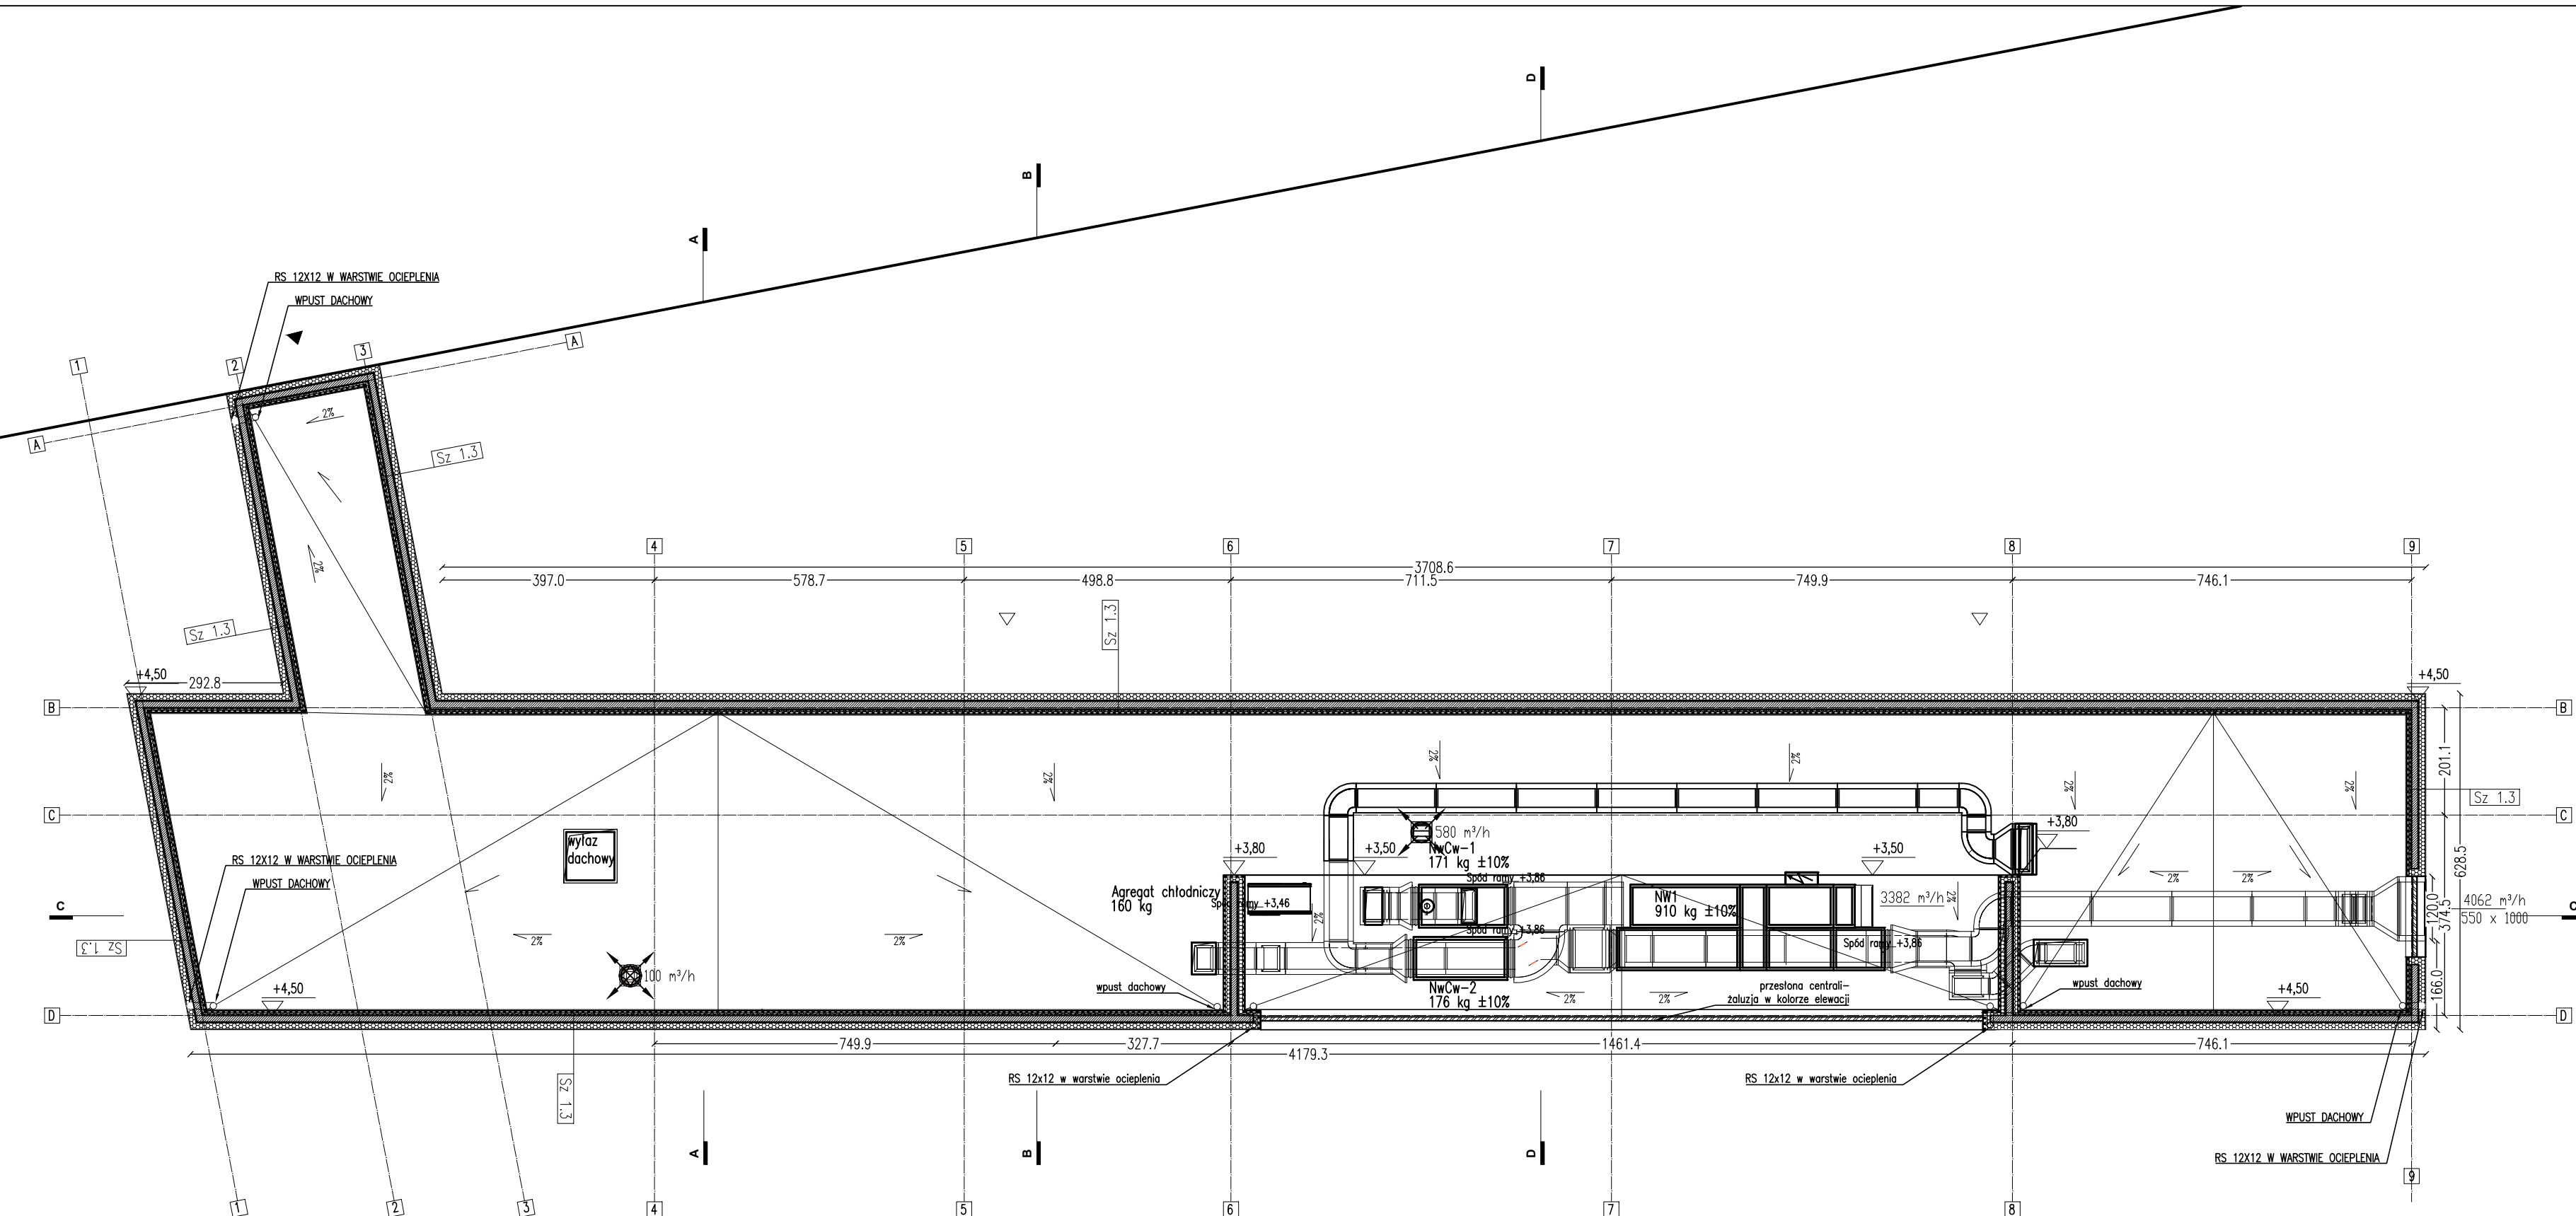 D
B
A
RS 12X12 W WARSTWIE OCIEPLENIA
WPUST DACHOWY
1
2
3
A
A
2%
Sz 1.3
2%
Sz 1.3
4
5
6
7
8
9
3708.6
397.0
578.7
498.8
711.5
749.9
746.1
Sz 1.3
+4,50
292.8
+4,50
B
B
2%
2%
2%
2%
2%
2%
201.1
628.5
Sz 1.3
C
C
wyłaz
dachowy
580 m³/h
+3,80
+3,80
+3,50
+3,50
NwCw-1
171 kg ±10%
RS 12X12 W WARSTWIE OCIEPLENIA
WPUST DACHOWY
Spód ramy +3,86
2%
2%
Agregat chłodniczy
160 kg
Spód ramy +3,46
NW1
910 kg ±10%
3382 m³/h
2%
120.0
374.5
4062 m³/h
550 x 1000
C
C
2%
Spód ramy +3,86
Spód ramy +3,86
Sz 1.3
2%
2%
100 m³/h
166.0
+4,50
wpust dachowy
NwCw-2
176 kg ±10%
2%
2%
przesłona centrali-
żaluzja w kolorze elewacji
wpust dachowy
+4,50
D
D
749.9
327.7
1461.4
746.1
4179.3
RS 12x12 w warstwie ocieplenia
RS 12x12 w warstwie ocieplenia
Sz 1.3
WPUST DACHOWY
A
B
D
RS 12X12 W WARSTWIE OCIEPLENIA
9
1
2
3
4
5
6
7
8